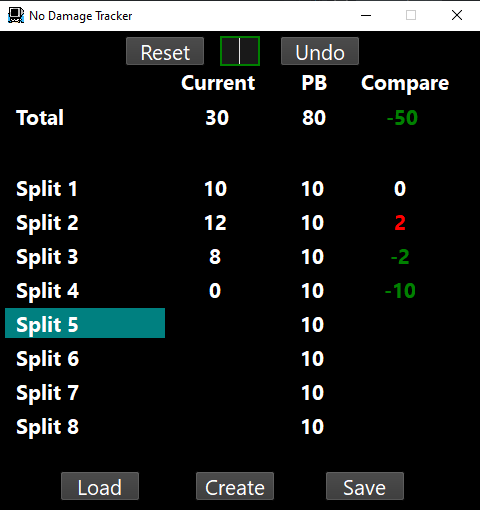 No Damage Tracker
Reset Undo
Current PB Compare
Total 30 80 -50
Split 1 10 10 0
Split 2 12 10 2
Split 3 8 10 -2
Split 4 0 10 -10
Split 5 10
Split 6 10
Split 7 10
Split 8 10
Load Create Save